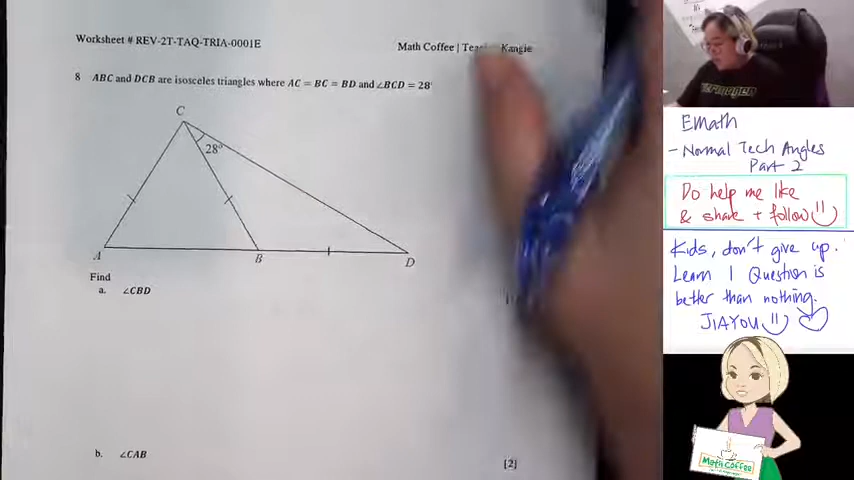 Worksheet # REV-2T-TAQ-TRIA-0001E
Math Coffee | Kangie
8 ABC and DCB are isosceles triangles where AC = BC = BD and ∠BCD = 28°
C
28°
A
B
D
Find
a. ∠CBD
b. ∠CAB
[2]
Emath
- Normal Tech Angles
Part 2
Do help me like
& share + follow
Kids, don't give up.
Learn 1 Question is
better than nothing.
JIAYOU
Math Coffee